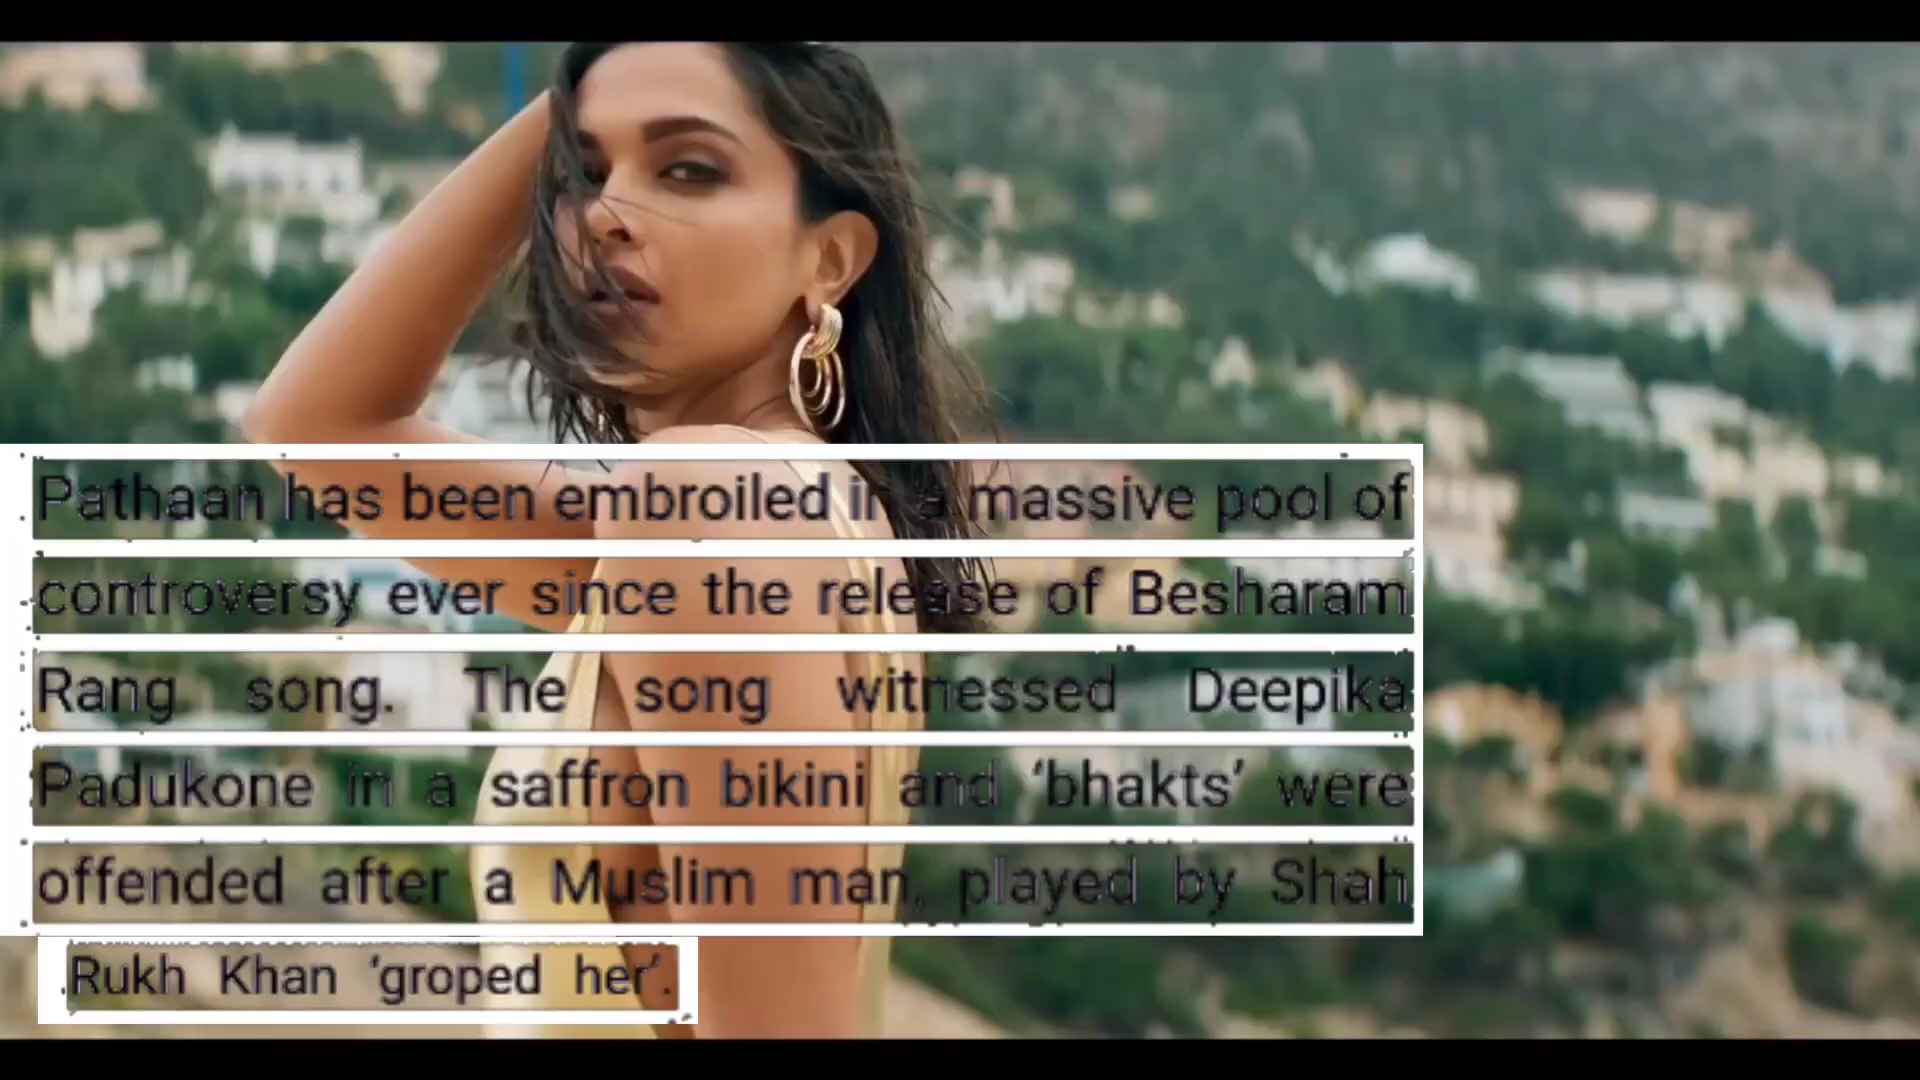 Pathaan has been embroiled in a massive pool of
controversy ever since the release of Besharam
Rang song. The song witnessed Deepika
Padukone in a saffron bikini and ‘bhakts’ were
offended after a Muslim man, played by Shah
Rukh Khan ‘groped her’.